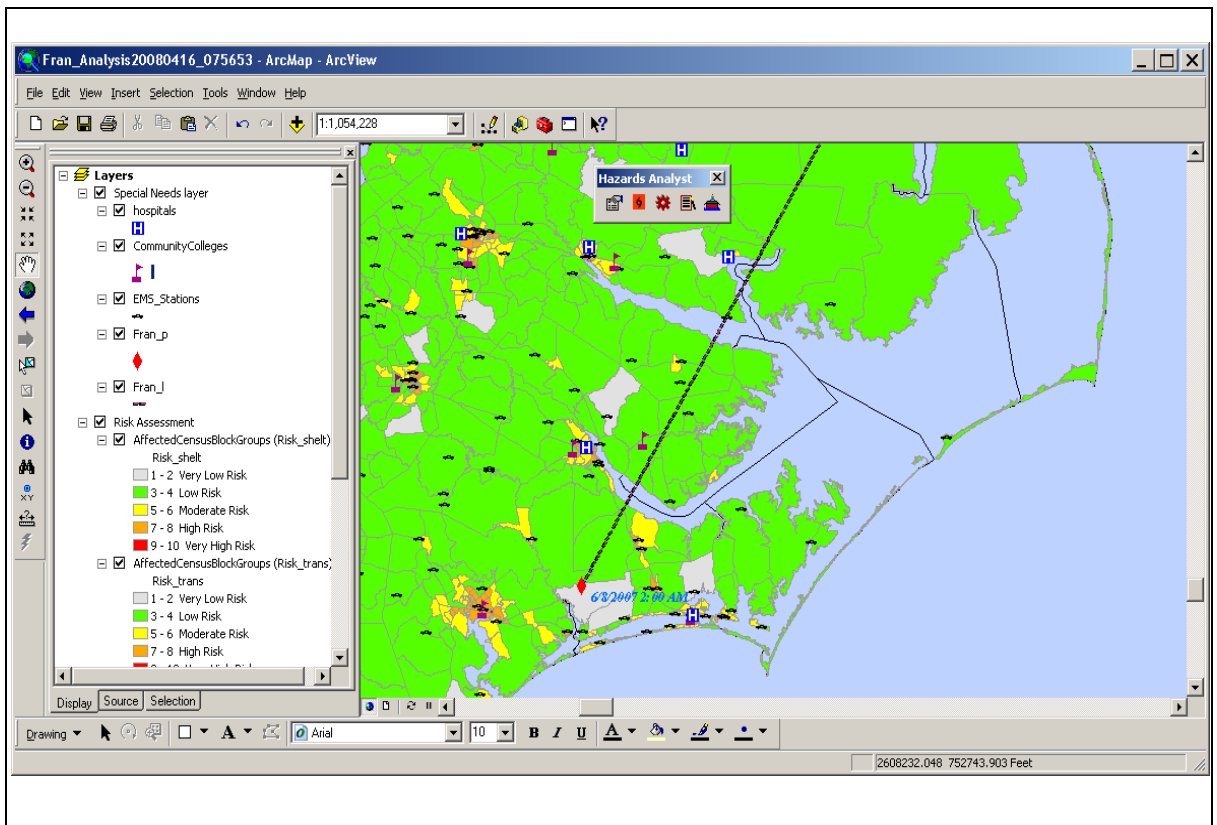 Fran_Analysis20080416_075653 - ArcMap - ArcView
File Edit View Insert Selection Tools Window Help
1:1,054,228
Layers
Special Needs layer
hospitals
H
CommunityColleges
EMS_Stations
Fran_p
Fran_l
Risk Assessment
AffectedCensusBlockGroups (Risk_shelt)
Risk_shelt
1 - 2 Very Low Risk
3 - 4 Low Risk
5 - 6 Moderate Risk
7 - 8 High Risk
9 - 10 Very High Risk
AffectedCensusBlockGroups (Risk_trans)
Risk_trans
1 - 2 Very Low Risk
3 - 4 Low Risk
5 - 6 Moderate Risk
7 - 8 High Risk
Display Source Selection
Hazards Analyst
H
H
H
H
H
6/8/2007 2:00 AM
H
Drawing A Arial 10 B I U A
2608232.048 752743.903 Feet